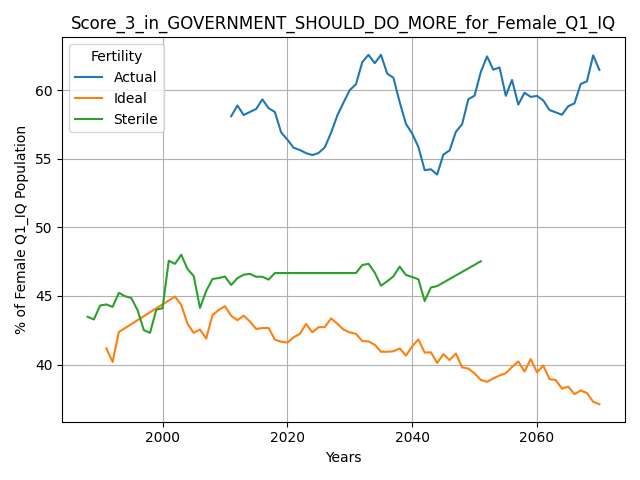 Score_3_in_GOVERNMENT_SHOULD_DO_MORE_for_Female_Q1_IQ
Fertility
Actual
Ideal
Sterile
% of Female Q1_IQ Population
60
55
50
45
40
2000
2020
2040
2060
Years